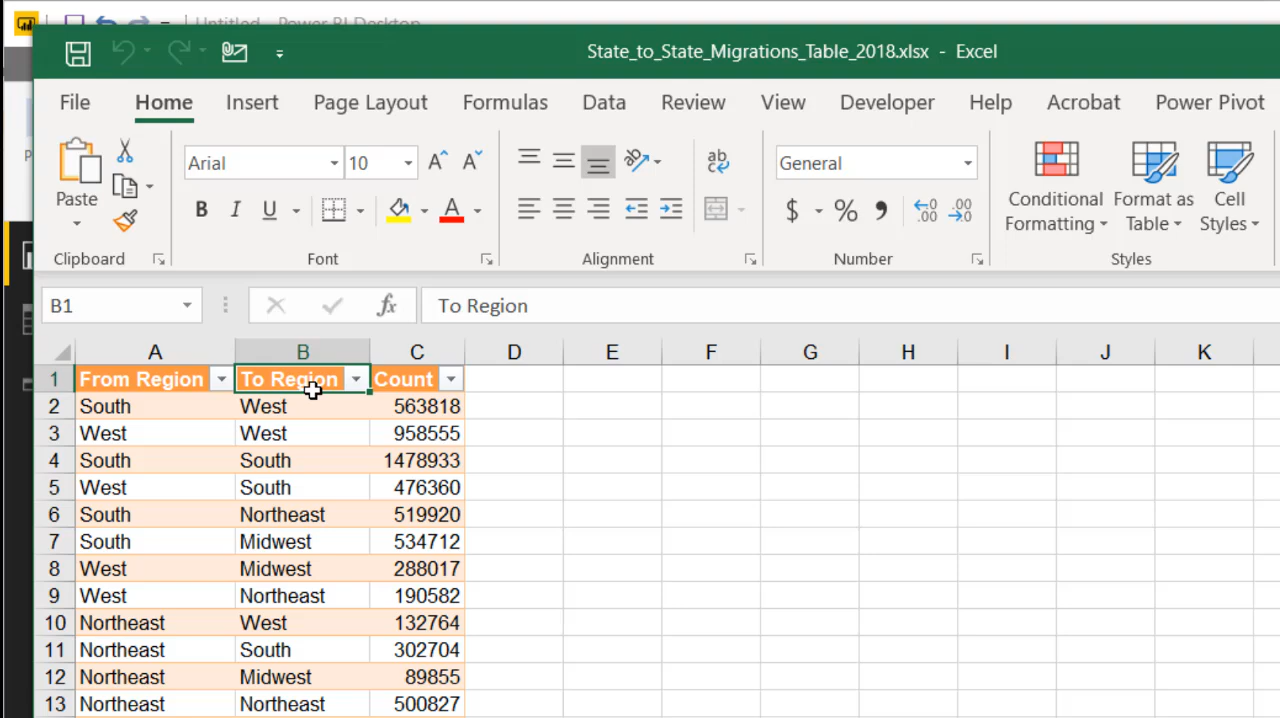 Untitled - Power BI Desktop
State_to_State_Migrations_Table_2018.xlsx - Excel
File Home Insert Page Layout Formulas Data Review View Developer Help Acrobat Power Pivot
Arial 10 General
Paste Conditional Formatting Format as Table Cell Styles
Clipboard Font Alignment Number Styles
B1 To Region
A B C D E F G H I J K
1 From Region To Region Count
2 South West 563818
3 West West 958555
4 South South 1478933
5 West South 476360
6 South Northeast 519920
7 South Midwest 534712
8 West Midwest 288017
9 West Northeast 190582
10 Northeast West 132764
11 Northeast South 302704
12 Northeast Midwest 89855
13 Northeast Northeast 500827